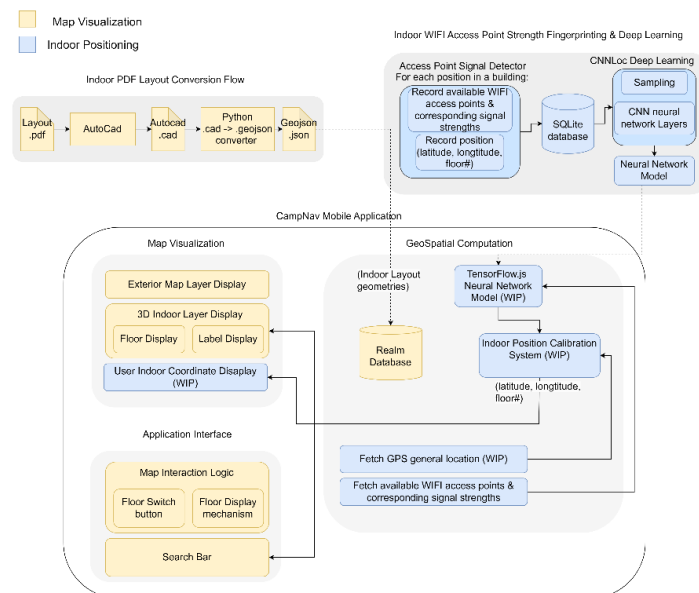 Map Visualization
Indoor Positioning
Indoor PDF Layout Conversion Flow
Layout
.pdf
AutoCad
Autocad
.cad
Python
.cad -> .geojson
converter
Geojson
.json
Indoor WIFI Access Point Strength Fingerprinting & Deep Learning
Access Point Signal Detector
For each position in a building:
Record available WIFI
access points &
corresponding signal
strengths
Record position
(latitude, longtitude,
floor#)
SQLite
database
CNNLoc Deep Learning
Sampling
CNN neural
network Layers
Neural Network
Model
CampNav Mobile Application
Map Visualization
Exterior Map Layer Display
3D Indoor Layer Display
Floor Display
Label Display
User Indoor Coordinate Disaplay
(WIP)
Application Interface
Map Interaction Logic
Floor Switch
button
Floor Display
mechanism
Search Bar
GeoSpatial Computation
(Indoor Layout
geometries)
Realm
Database
TensorFlow.js
Neural Network
Model (WIP)
Indoor Position Calibration
System (WIP)
(latitude, longtitude,
floor#)
Fetch GPS general location (WIP)
Fetch available WIFI access points &
corresponding signal strengths